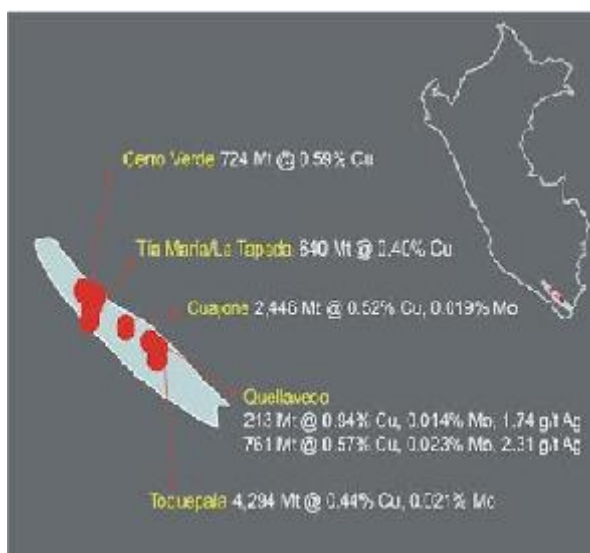 Cerro Verde 724 Mt @ 0.59% Cu
Tía María/La Tapada 640 Mt @ 0.40% Cu
Cuajone 2,446 Mt @ 0.52% Cu, 0.019% Mo
Quellaveco
213 Mt @ 0.94% Cu, 0.014% Mo, 1.74 g/t Ag
761 Mt @ 0.57% Cu, 0.023% Mo, 2.31 g/t Ag
Toquepala 4,294 Mt @ 0.44% Cu, 0.021% Mo